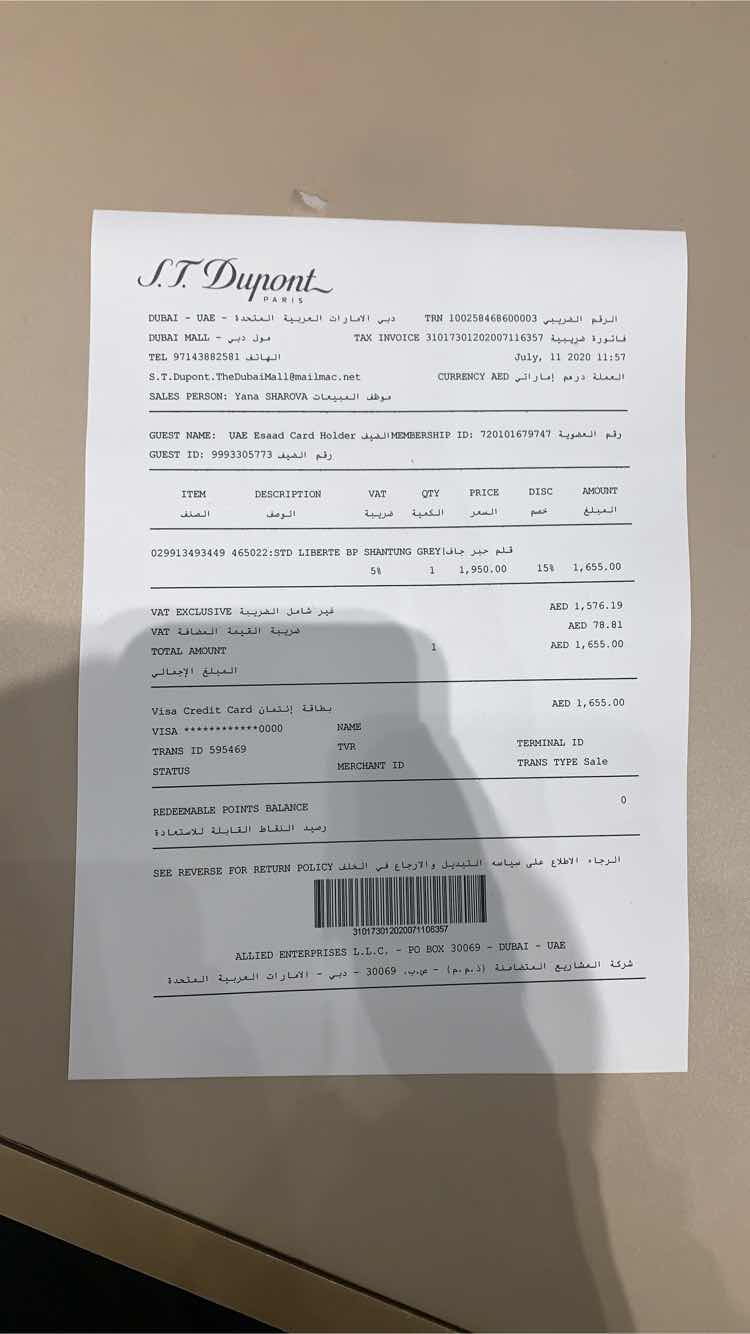 S.T. Dupont
PARIS
DUBAI - UAE - دبي الامارات العربية المتحدة TRN 100258468600003 الرقم الضريبي
DUBAI MALL - مول دبي TAX INVOICE 31017301202007116357 فاتورة ضريبية
TEL 97143882581 الهاتف July, 11 2020 11:57
S.T.Dupont.TheDubaiMall@mailmac.net CURRENCY AED العملة درهم إماراتي
SALES PERSON: Yana SHAROVA موظف المبيعات
GUEST NAME: UAE Esaad Card Holder الضيف MEMBERSHIP ID: 720101679747 رقم العضوية
GUEST ID: 9993305773 رقم الضيف
ITEM DESCRIPTION VAT QTY PRICE DISC AMOUNT
الصنف الوصف ضريبة الكمية السعر خصم المبلغ
029913493449 465022:STD LIBERTE BP SHANTUNG GREY|قلم حبر جاف
5% 1 1,950.00 15% 1,655.00
VAT EXCLUSIVE غير شامل الضريبة AED 1,576.19
VAT ضريبة القيمة المضافة AED 78.81
TOTAL AMOUNT 1 AED 1,655.00
المبلغ الإجمالي
Visa Credit Card بطاقة إئتمان AED 1,655.00
VISA ************0000 NAME
TRANS ID 595469 TVR TERMINAL ID
STATUS MERCHANT ID TRANS TYPE Sale
REDEEMABLE POINTS BALANCE 0
رصيد النقاط القابلة للاستعادة
SEE REVERSE FOR RETURN POLICY الرجاء الاطلاع على سياسه التبديل والارجاع في الخلف
31017301202007116357
ALLIED ENTERPRISES L.L.C. - PO BOX 30069 - DUBAI - UAE
شركة المشاريع المتضامنة (ذ.م.م) - ص.ب. 30069 - دبي - الامارات العربية المتحدة